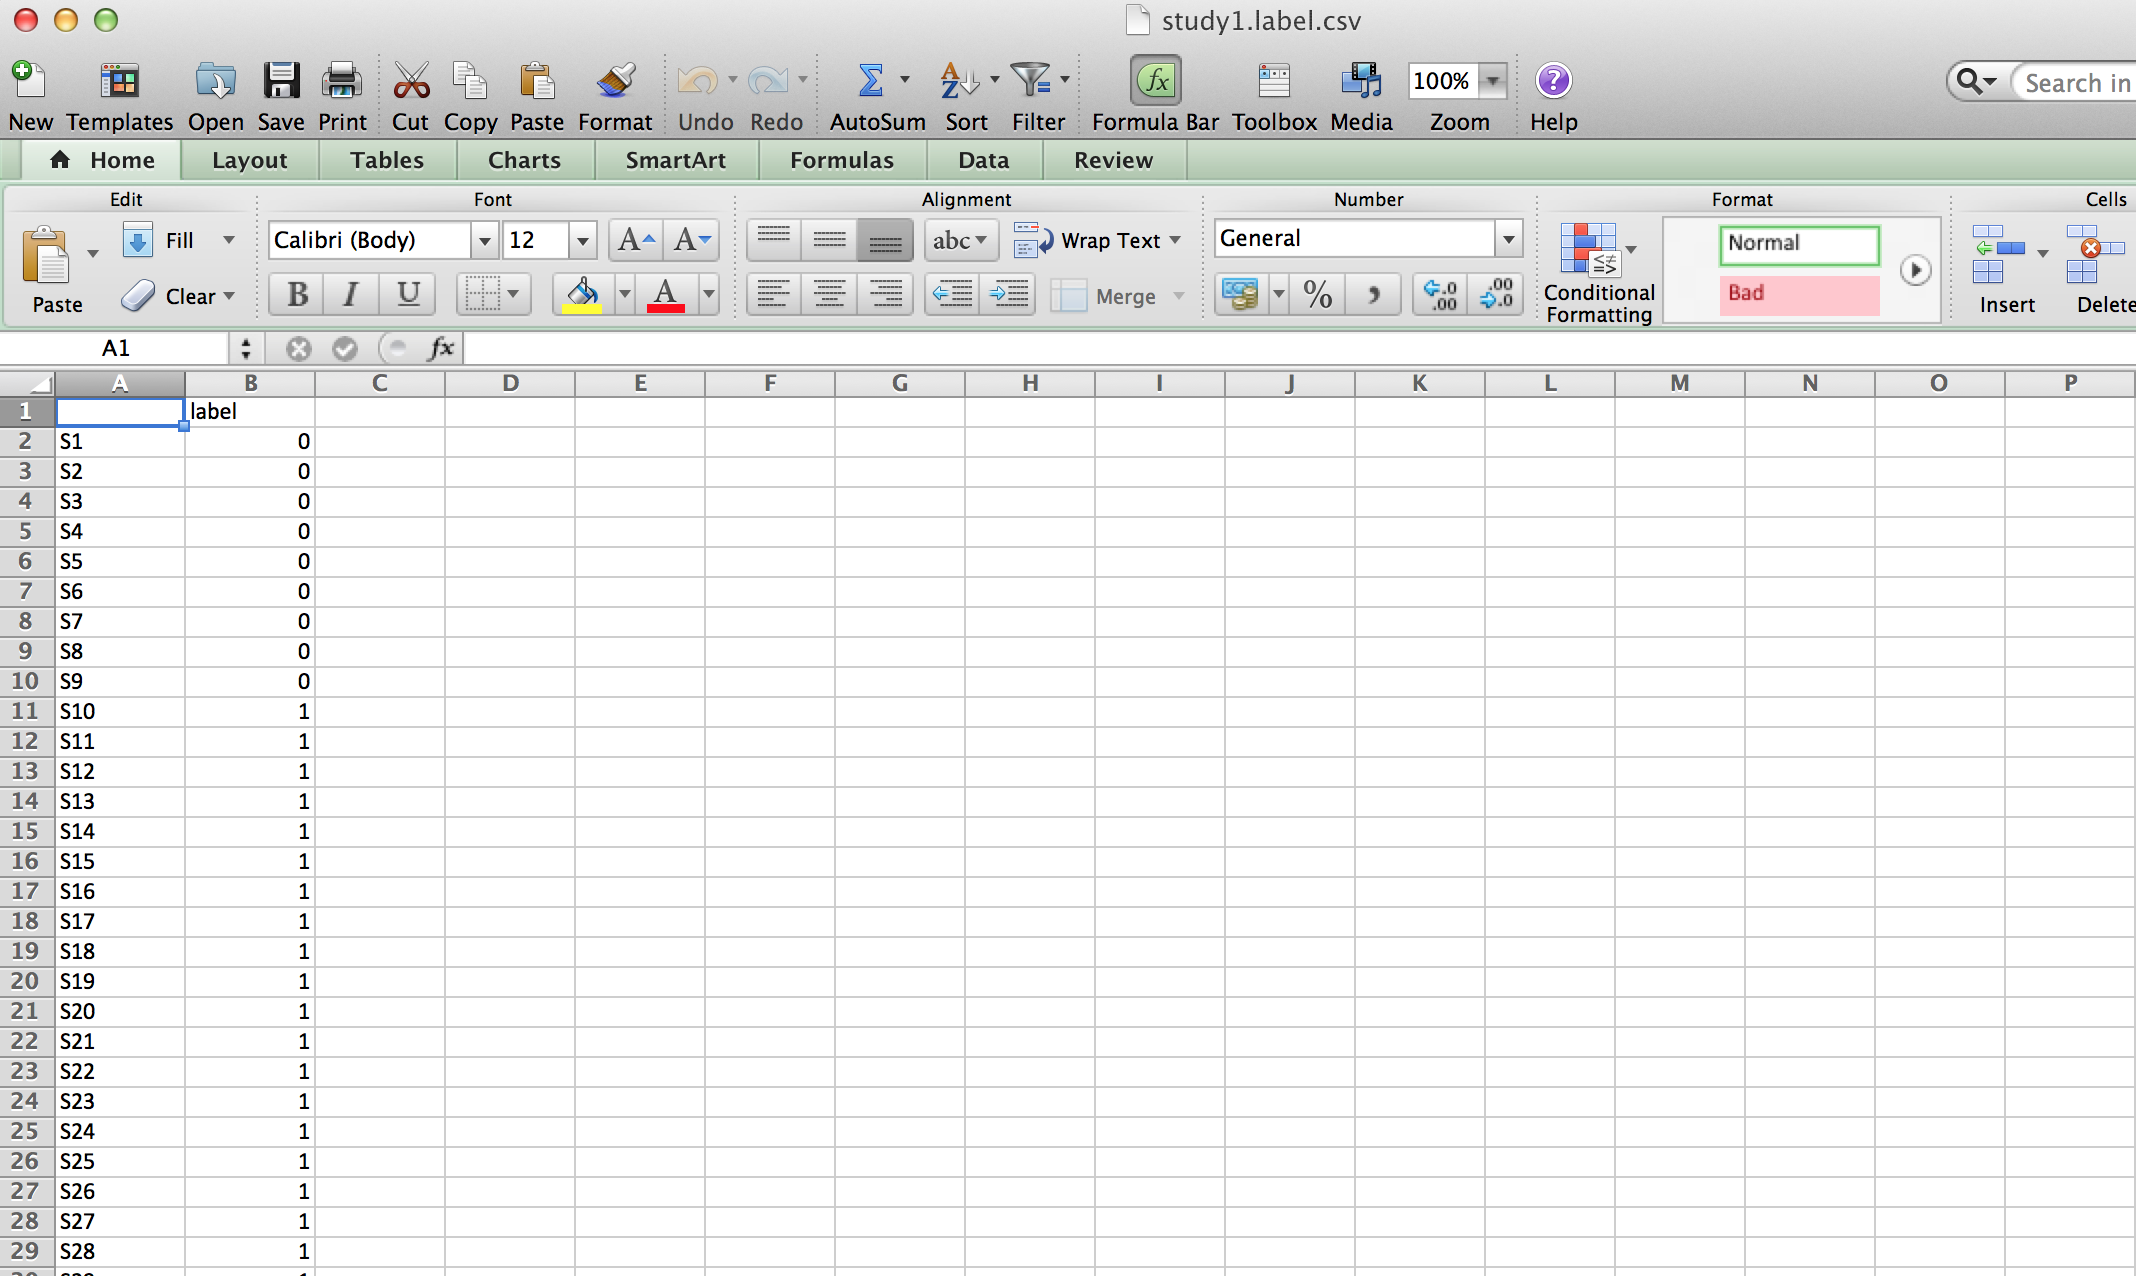 study1.label.csv
New Templates Open Save Print Cut Copy Paste Format Undo Redo AutoSum Sort Filter Formula Bar Toolbox Media 100% Zoom Help Search in
Home Layout Tables Charts SmartArt Formulas Data Review
Edit Font Alignment Number Format Cells
Paste Fill Calibri (Body) 12 abc Wrap Text General Conditional Formatting Normal Insert Delete
Clear B I U A Merge % Bad
A1 fx
A B C D E F G H I J K L M N O P
1 label
2 S1 0
3 S2 0
4 S3 0
5 S4 0
6 S5 0
7 S6 0
8 S7 0
9 S8 0
10 S9 0
11 S10 1
12 S11 1
13 S12 1
14 S13 1
15 S14 1
16 S15 1
17 S16 1
18 S17 1
19 S18 1
20 S19 1
21 S20 1
22 S21 1
23 S22 1
24 S23 1
25 S24 1
26 S25 1
27 S26 1
28 S27 1
29 S28 1